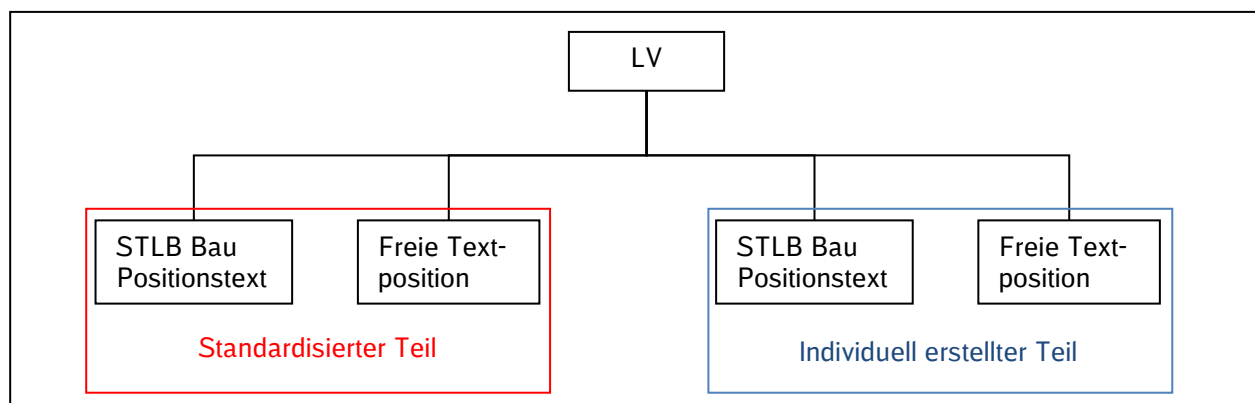 LV
STLB Bau
Positionstext
Freie Text-
position
STLB Bau
Positionstext
Freie Text-
position
Standardisierter Teil
Individuell erstellter Teil